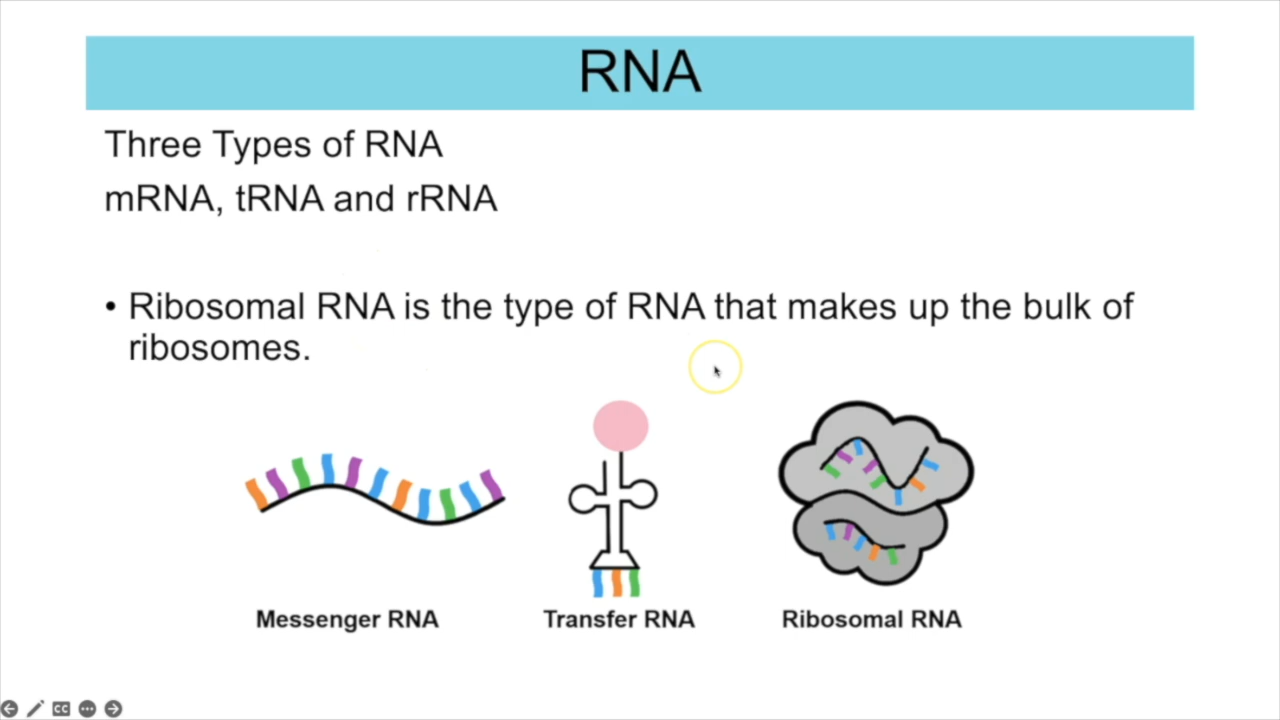 RNA
Three Types of RNA
mRNA, tRNA and rRNA
• Ribosomal RNA is the type of RNA that makes up the bulk of
ribosomes.
Messenger RNA
Transfer RNA
Ribosomal RNA
CC